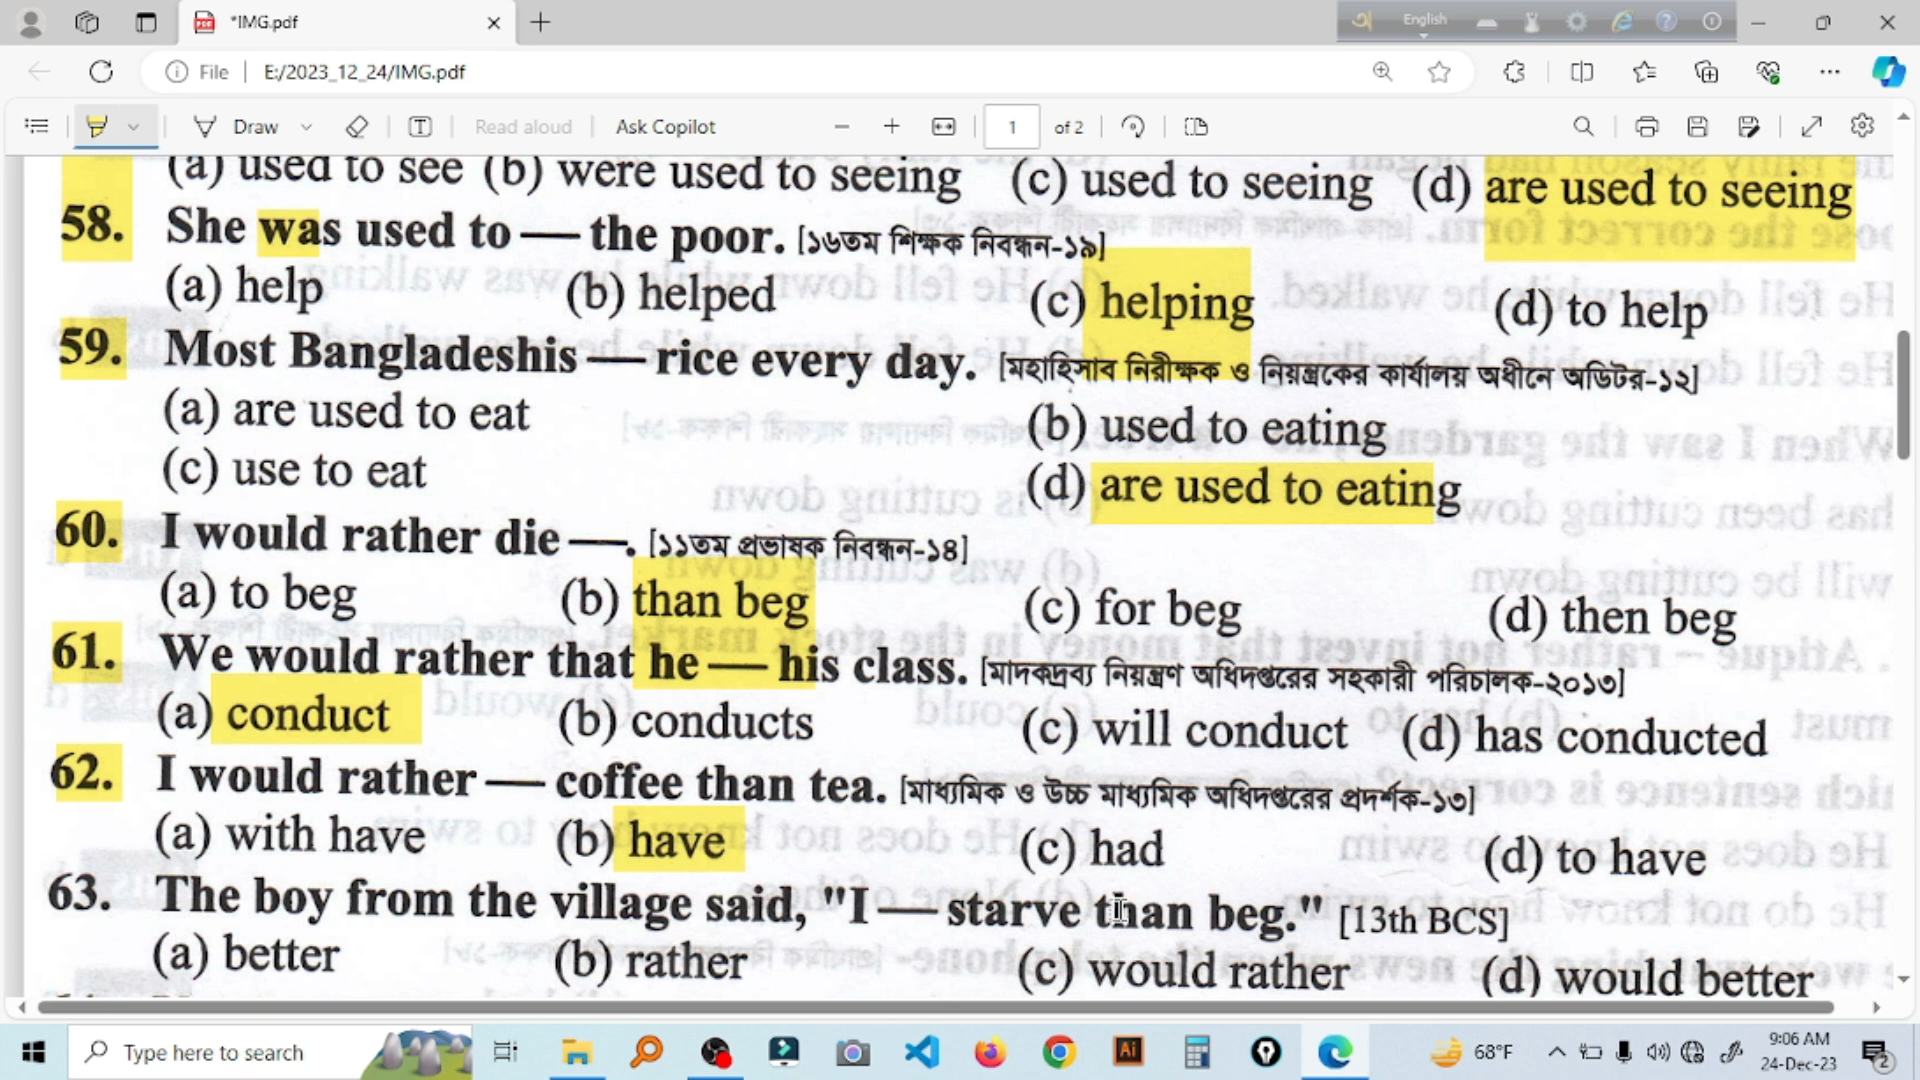 *IMG.pdf
English
File
E:/2023_12_24/IMG.pdf
Draw
Read aloud
Ask Copilot
1 of 2
(a) used to see (b) were used to seeing (c) used to seeing (d) are used to seeing
58. She was used to — the poor. [১৬তম শিক্ষক নিবন্ধন-১৯]
(a) help (b) helped (c) helping (d) to help
59. Most Bangladeshis — rice every day. [মহাহিসাব নিরীক্ষক ও নিয়ন্ত্রকের কার্যালয় অধীনে অডিটর-১২]
(a) are used to eat (b) used to eating
(c) use to eat (d) are used to eating
60. I would rather die —. [১১তম প্রভাষক নিবন্ধন-১৪]
(a) to beg (b) than beg (c) for beg (d) then beg
61. We would rather that he — his class. [মাদকদ্রব্য নিয়ন্ত্রণ অধিদপ্তরের সহকারী পরিচালক-২০১৩]
(a) conduct (b) conducts (c) will conduct (d) has conducted
62. I would rather — coffee than tea. [মাধ্যমিক ও উচ্চ মাধ্যমিক অধিদপ্তরের প্রদর্শক-১৩]
(a) with have (b) have (c) had (d) to have
63. The boy from the village said, "I — starve than beg." [13th BCS]
(a) better (b) rather (c) would rather (d) would better
Type here to search
Ai
68°F
9:06 AM
24-Dec-23
2